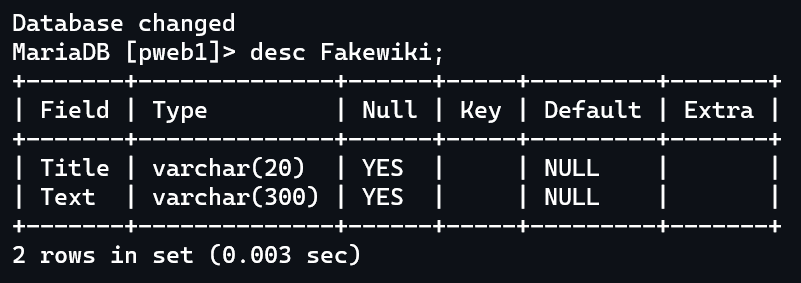 Database changed
MariaDB [pweb1]> desc Fakewiki;
+-------+--------------+------+-----+---------+-------+
| Field | Type         | Null | Key | Default | Extra |
+-------+--------------+------+-----+---------+-------+
| Title | varchar(20)  | YES  |     | NULL    |       |
| Text  | varchar(300) | YES  |     | NULL    |       |
+-------+--------------+------+-----+---------+-------+
2 rows in set (0.003 sec)